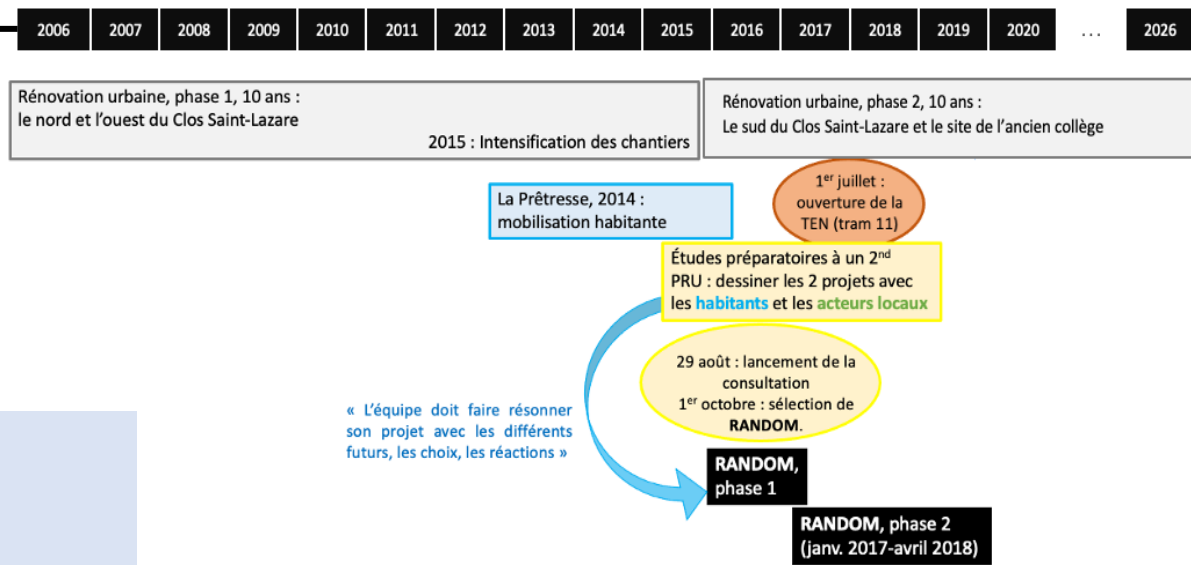 2006 2007 2008 2009 2010 2011 2012 2013 2014 2015 2016 2017 2018 2019 2020 ... 2026
Rénovation urbaine, phase 1, 10 ans :
le nord et l’ouest du Clos Saint-Lazare
2015 : Intensification des chantiers
Rénovation urbaine, phase 2, 10 ans :
Le sud du Clos Saint-Lazare et le site de l’ancien collège
La Prêtresse, 2014 :
mobilisation habitante
1er juillet :
ouverture de la
TEN (tram 11)
Études préparatoires à un 2nd
PRU : dessiner les 2 projets avec
les habitants et les acteurs locaux
29 août : lancement de la
consultation
1er octobre : sélection de
RANDOM.
« L’équipe doit faire résonner
son projet avec les différents
futurs, les choix, les réactions »
RANDOM,
phase 1
RANDOM, phase 2
(janv. 2017-avril 2018)